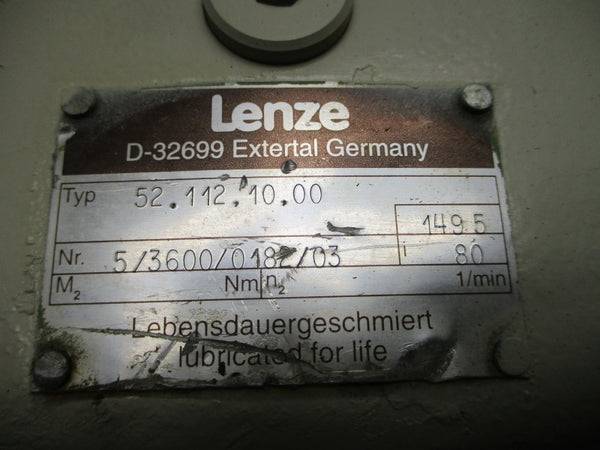 Lenze
D-32699 Extertal Germany
Typ 52.112.10.00
149 5
Nr. 5/3600/018 /03 i 80
M2 Nm n2 1/min
Lebensdauergeschmiert
lubricated for life